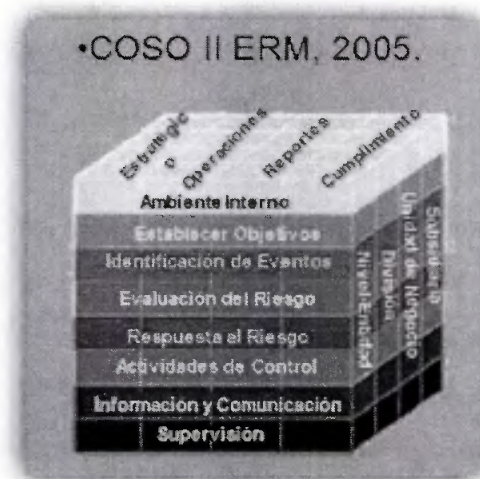 •COSO II ERM, 2005.
Estrategico
Operaciones
Reportes
Cumplimiento
Ambiente Interno
Establecer Objetivos
Identificación de Eventos
Evaluación del Riesgo
Respuesta al Riesgo
Actividades de Control
Información y Comunicación
Supervisión
Nivel Entidad
División
Unidad de Negocio
Subsidiaria